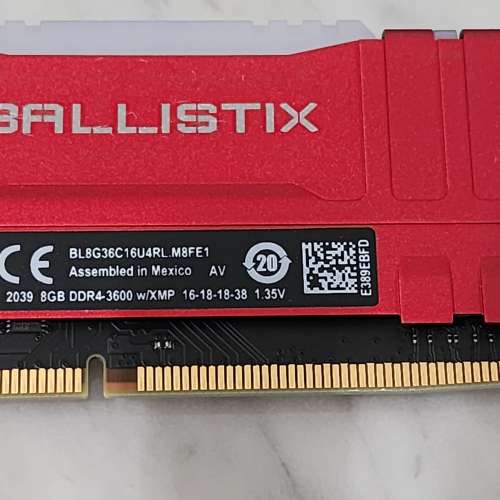 BALLISTIX
CE
BL8G36C16U4RL.M8FE1
Assembled in Mexico AV
20
2039 8GB DDR4-3600 w/XMP 16-18-18-38 1.35V
E389EBFD